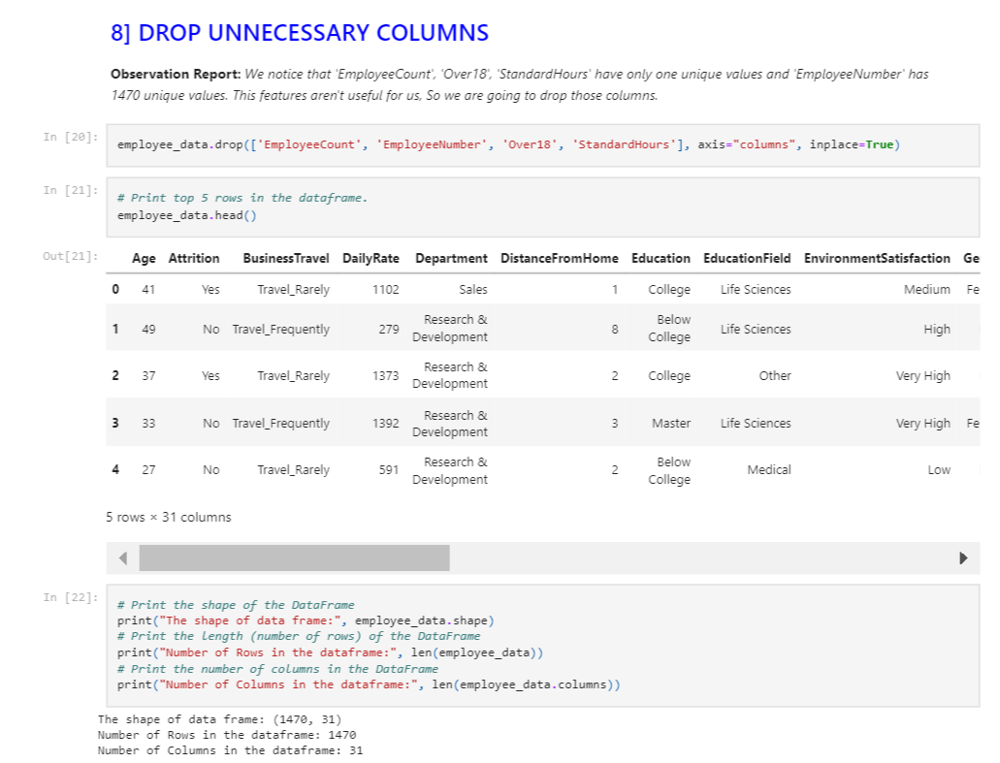 8] DROP UNNECESSARY COLUMNS
Observation Report: We notice that 'EmployeeCount', 'Over18', 'StandardHours' have only one unique values and 'EmployeeNumber' has
1470 unique values. This features aren't useful for us, So we are going to drop those columns.
In [20]: employee_data.drop(['EmployeeCount', 'EmployeeNumber', 'Over18', 'StandardHours'], axis="columns", inplace=True)
In [21]: # Print top 5 rows in the dataframe.
employee_data.head()
Out[21]: Age Attrition BusinessTravel DailyRate Department DistanceFromHome Education EducationField EnvironmentSatisfaction Ge
0 41 Yes Travel_Rarely 1102 Sales 1 College Life Sciences Medium Fe
1 49 No Travel_Frequently 279 Research & Development 8 Below College Life Sciences High
2 37 Yes Travel_Rarely 1373 Research & Development 2 College Other Very High
3 33 No Travel_Frequently 1392 Research & Development 3 Master Life Sciences Very High Fe
4 27 No Travel_Rarely 591 Research & Development 2 Below College Medical Low
5 rows × 31 columns
In [22]: # Print the shape of the DataFrame
print("The shape of data frame:", employee_data.shape)
# Print the length (number of rows) of the DataFrame
print("Number of Rows in the dataframe:", len(employee_data))
# Print the number of columns in the DataFrame
print("Number of Columns in the dataframe:", len(employee_data.columns))
The shape of data frame: (1470, 31)
Number of Rows in the dataframe: 1470
Number of Columns in the dataframe: 31